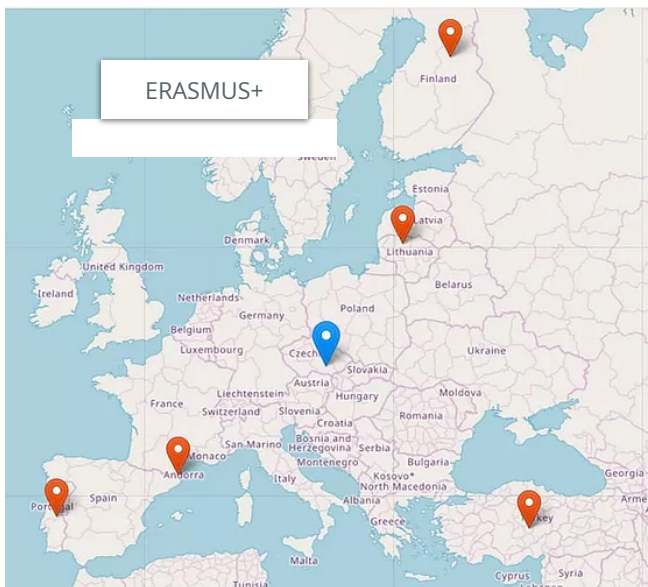 ERASMUS+
Finland
Sweden
Estonia
Latvia
Denmark
Lithuania
United Kingdom
Ireland
Belarus
Netherlands
Poland
Germany
Belgium
Luxembourg
Czech
Ukraine
Slovakia
Austria
Liechtenstein
Hungary
Moldova
France
Switzerland
Slovenia
Romania
Croatia
San Marino
Bosnia and
Herzegovina
Serbia
Monaco
Montenegro
Bulgaria
Andorra
Italy
Kosovo*
North Macedonia
Georgia
Spain
Albania
Arme
Greece
Malta
Cyprus
Syria
Tunisia